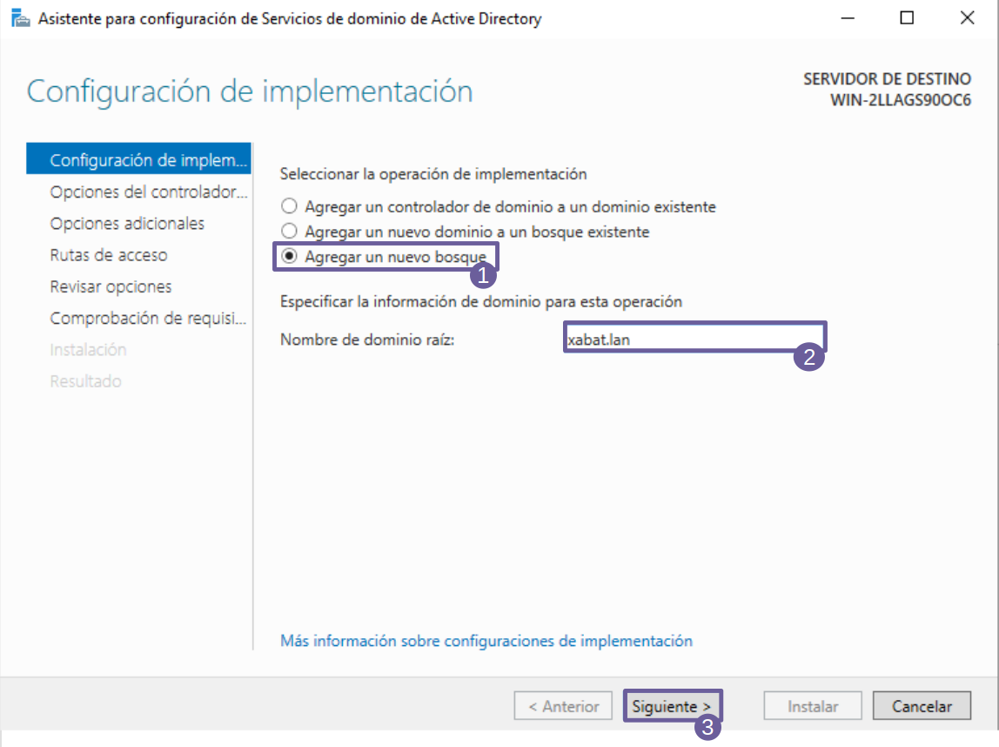 Asistente para configuración de Servicios de dominio de Active Directory
Configuración de implementación
SERVIDOR DE DESTINO
WIN-2LLAGS90OC6
Configuración de implem...
Opciones del controlador...
Opciones adicionales
Rutas de acceso
Revisar opciones
Comprobación de requisi...
Instalación
Resultado
Seleccionar la operación de implementación
Agregar un controlador de dominio a un dominio existente
Agregar un nuevo dominio a un bosque existente
Agregar un nuevo bosque
1
Especificar la información de dominio para esta operación
Nombre de dominio raíz: xabat.lan
2
Más información sobre configuraciones de implementación
< Anterior Siguiente > Instalar Cancelar
3